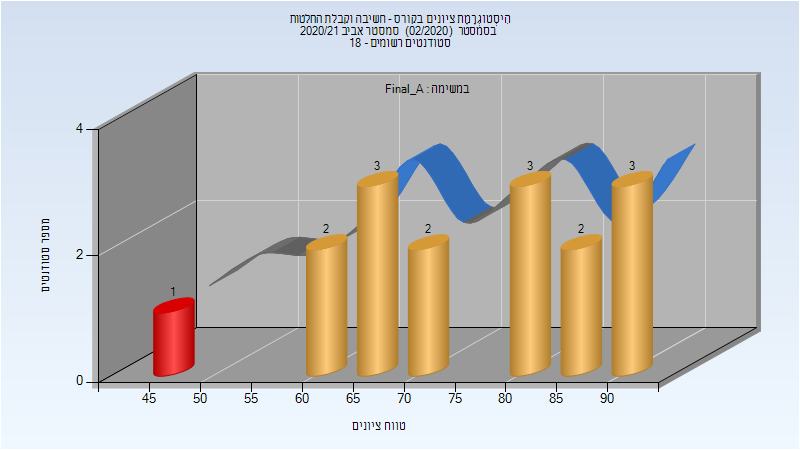 הִיסטוֹגרָמַת ציונים בקורס - חשיבה וקבלת החלטות
בסמסטר (02/2020) סמסטר אביב 2020/21
סטודנטים רשומים - 18
במשימה : Final_A
מספר סטודנטים
4
2
0
1
2
3
2
3
2
3
45 50 55 60 65 70 75 80 85 90
טווח ציונים